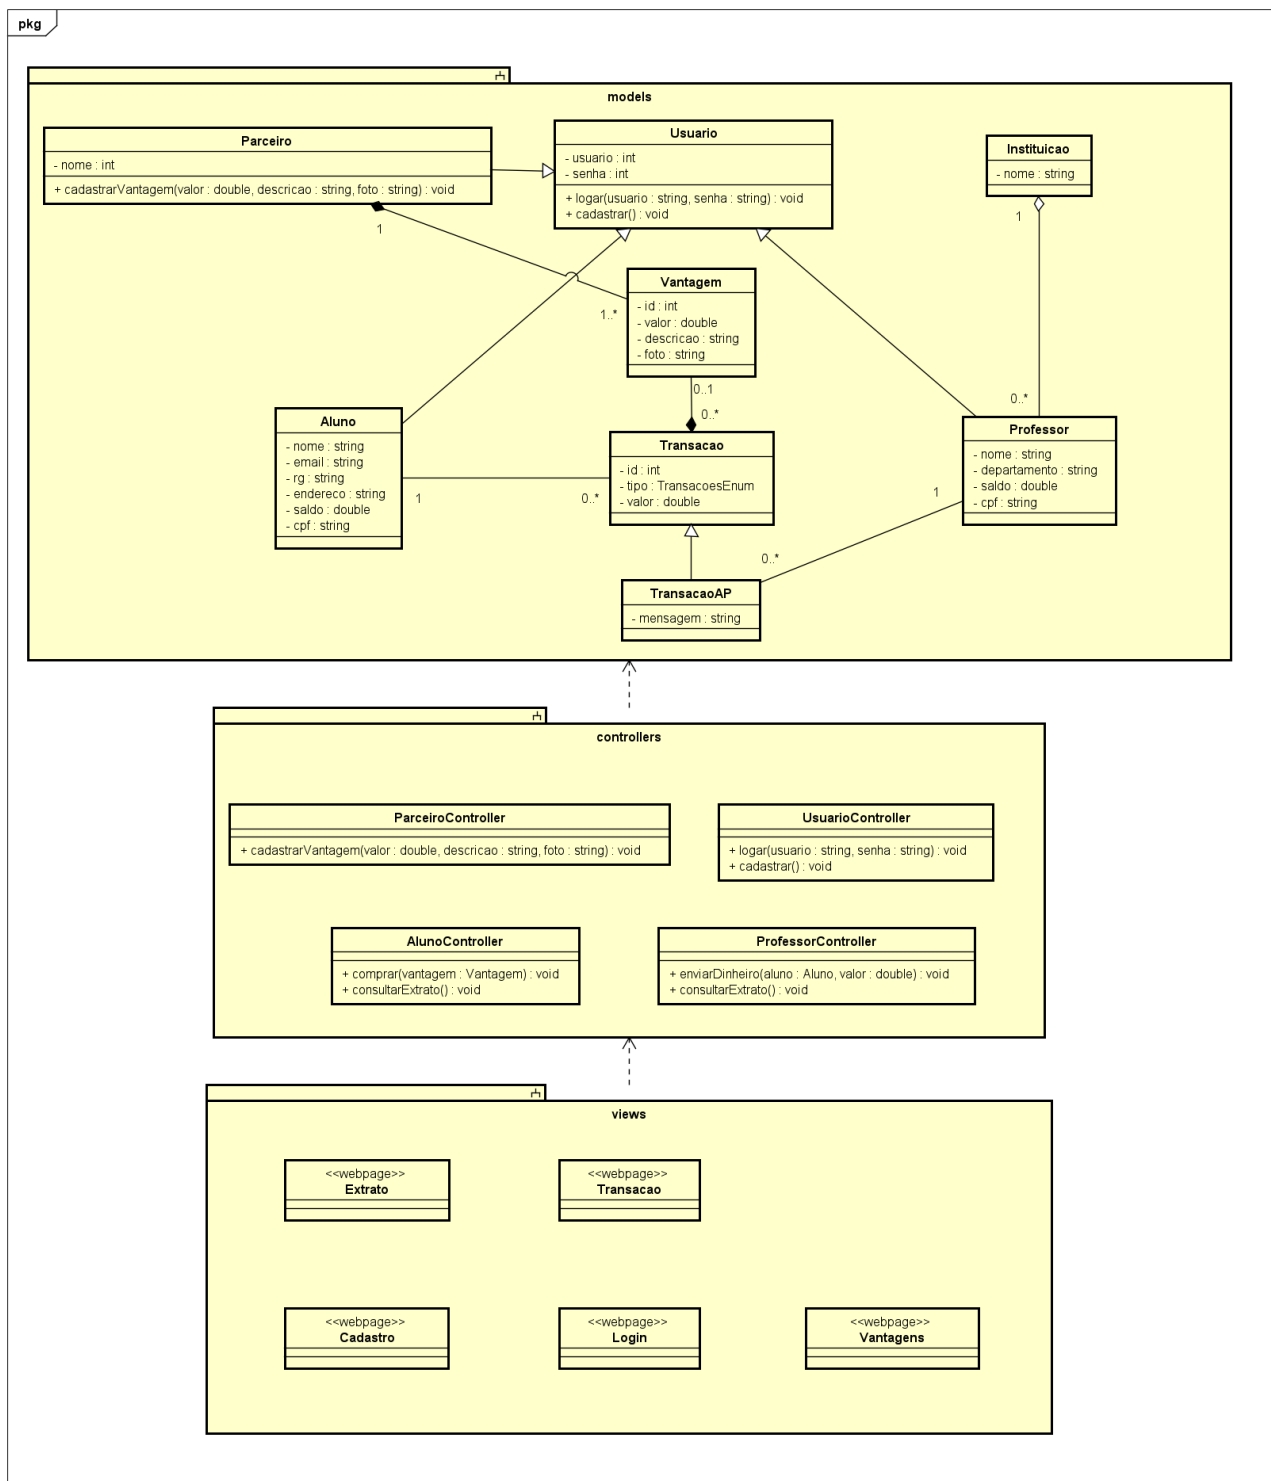 pkg
models
Parceiro
- nome : int
+ cadastrarVantagem(valor : double, descricao : string, foto : string) : void
Usuario
- usuario : int
- senha : int
+ logar(usuario : string, senha : string) : void
+ cadastrar() : void
Instituicao
- nome : string
1
1
Vantagem
- id : int
- valor : double
- descricao : string
- foto : string
1..*
0..1
0..*
0..*
Aluno
- nome : string
- email : string
- rg : string
- endereco : string
- saldo : double
- cpf : string
Transacao
- id : int
- tipo : TransacoesEnum
- valor : double
Professor
- nome : string
- departamento : string
- saldo : double
- cpf : string
1
0..*
1
0..*
TransacaoAP
- mensagem : string
controllers
ParceiroController
+ cadastrarVantagem(valor : double, descricao : string, foto : string) : void
UsuarioController
+ logar(usuario : string, senha : string) : void
+ cadastrar() : void
AlunoController
+ comprar(vantagem : Vantagem) : void
+ consultarExtrato() : void
ProfessorController
+ enviarDinheiro(aluno : Aluno, valor : double) : void
+ consultarExtrato() : void
views
<<webpage>>
Extrato
<<webpage>>
Transacao
<<webpage>>
Cadastro
<<webpage>>
Login
<<webpage>>
Vantagens